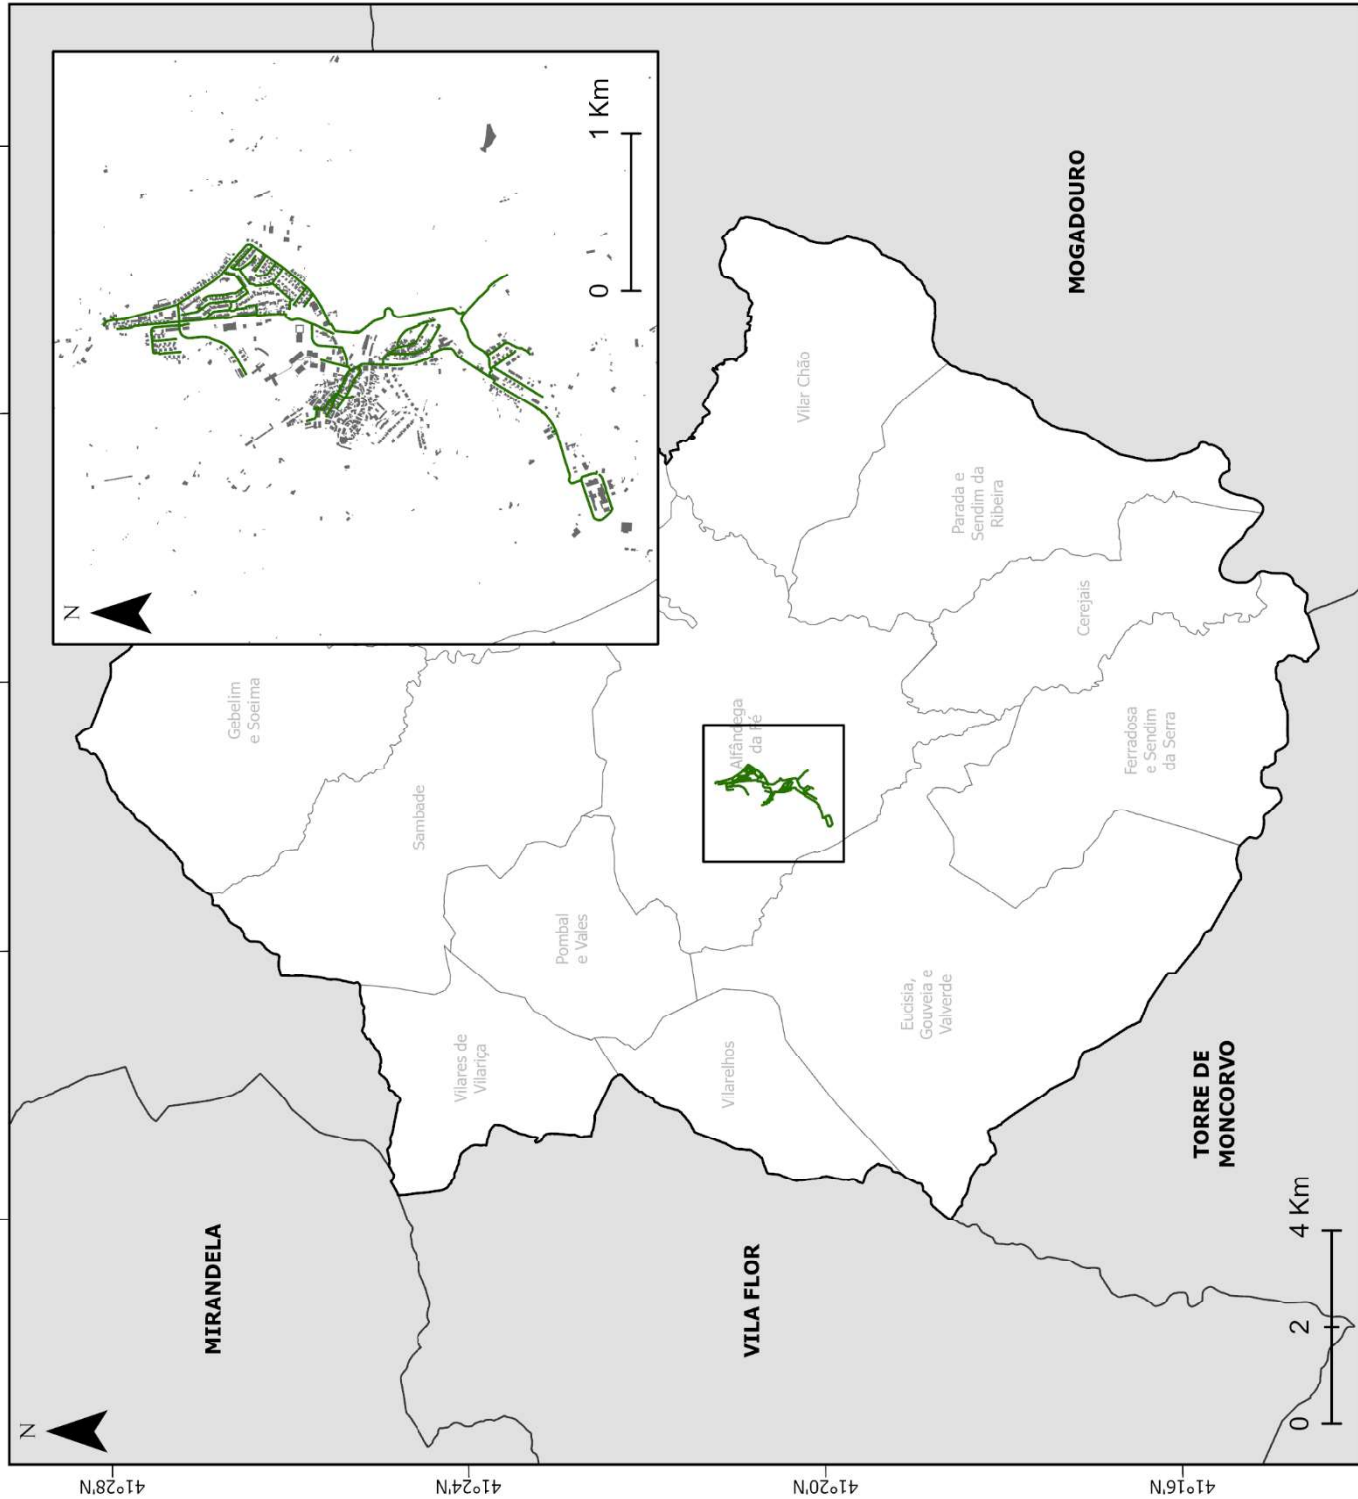 N
0
1 Km
N
MIRANDELA
VILA FLOR
TORRE DE
MONCORVO
MOGADOURO
Gebelim
e Soeima
Sambade
Vilares de
Vilariça
Pombal
e Vales
Vilarelhos
Alfândega
da Fé
Eucisia,
Gouveia e
Valverde
Vilar Chão
Parada e
Sendim da
Ribeira
Cerejais
Ferradosa
e Sendim
da Serra
0
2
4 Km
41°28'N
41°24'N
41°20'N
41°16'N